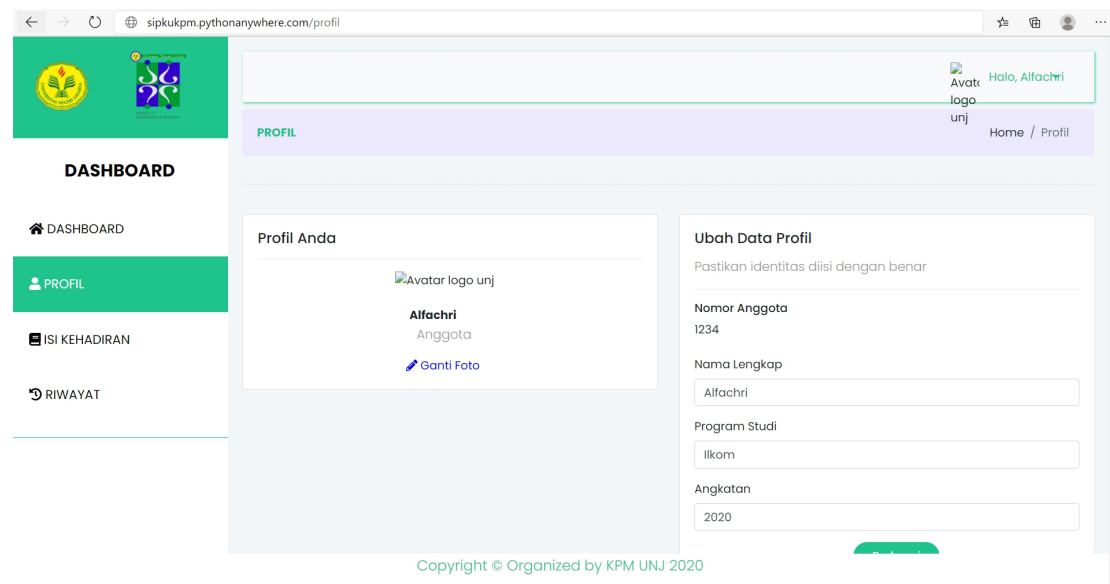 sipkukpm.pythonanywhere.com/profil
Avata
logo
unj
Halo, Alfachri
PROFIL
Home / Profil
DASHBOARD
DASHBOARD
PROFIL
ISI KEHADIRAN
RIWAYAT
Profil Anda
Avatar logo unj
Alfachri
Anggota
Ganti Foto
Ubah Data Profil
Pastikan identitas diisi dengan benar
Nomor Anggota
1234
Nama Lengkap
Alfachri
Program Studi
Ilkom
Angkatan
2020
Copyright © Organized by KPM UNJ 2020